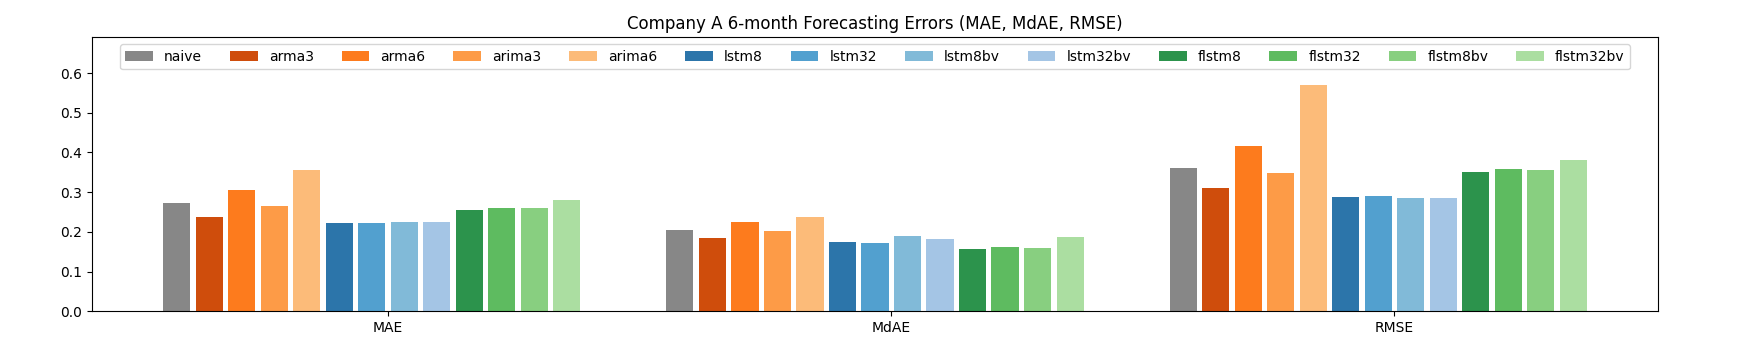 Company A 6-month Forecasting Errors (MAE, MdAE, RMSE)
naive arma3 arma6 arima3 arima6 lstm8 lstm32 lstm8bv lstm32bv flstm8 flstm32 flstm8bv flstm32bv
0.6
0.5
0.4
0.3
0.2
0.1
0.0
MAE MdAE RMSE